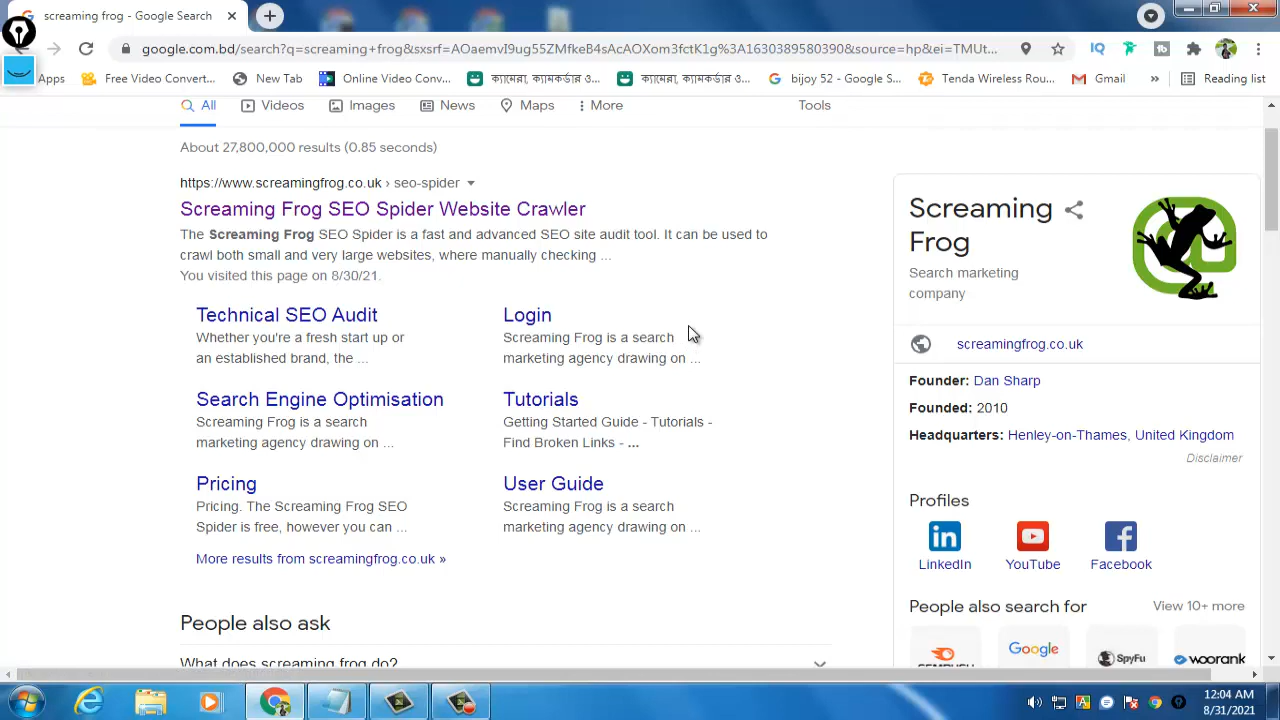 screaming frog - Google Search
google.com.bd/search?q=screaming+frog&sxsrf=AOaemvI9ug55ZMfkeB4sAcAOXom3fctK1g%3A1630389580390&source=hp&ei=TMUt...
IQ
Apps
Free Video Convert...
New Tab
Online Video Conv...
ক্যামেরা, ক্যামকর্ডার ও...
ক্যামেরা, ক্যামকর্ডার ও...
bijoy 52 - Google S...
Tenda Wireless Rou...
Gmail
»
Reading list
All
Videos
Images
News
Maps
More
Tools
About 27,800,000 results (0.85 seconds)
https://www.screamingfrog.co.uk › seo-spider
Screaming Frog SEO Spider Website Crawler
The Screaming Frog SEO Spider is a fast and advanced SEO site audit tool. It can be used to
crawl both small and very large websites, where manually checking ...
You visited this page on 8/30/21.
Technical SEO Audit
Whether you're a fresh start up or
an established brand, the ...
Login
Screaming Frog is a search
marketing agency drawing on ...
Search Engine Optimisation
Screaming Frog is a search
marketing agency drawing on ...
Tutorials
Getting Started Guide - Tutorials -
Find Broken Links - ...
Pricing
Pricing. The Screaming Frog SEO
Spider is free, however you can ...
User Guide
Screaming Frog is a search
marketing agency drawing on ...
More results from screamingfrog.co.uk »
People also ask
What does screaming frog do?
Screaming
Frog
Search marketing
company
screamingfrog.co.uk
Founder: Dan Sharp
Founded: 2010
Headquarters: Henley-on-Thames, United Kingdom
Disclaimer
Profiles
in
LinkedIn
YouTube
f
Facebook
People also search for
View 10+ more
SEMRUSH
Google
SpyFu
woorank
12:04 AM
8/31/2021